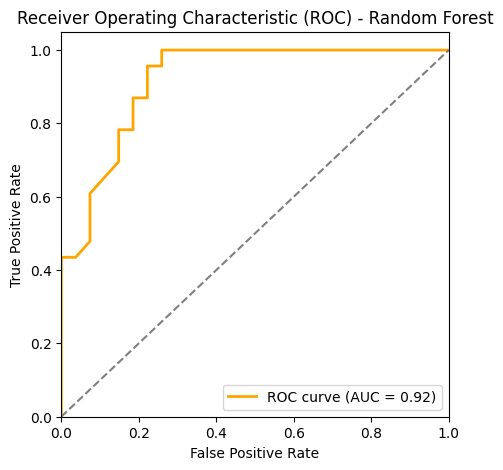 Receiver Operating Characteristic (ROC) - Random Forest
1.0
0.8
0.6
0.4
0.2
0.0
True Positive Rate
0.0 0.2 0.4 0.6 0.8 1.0
False Positive Rate
ROC curve (AUC = 0.92)